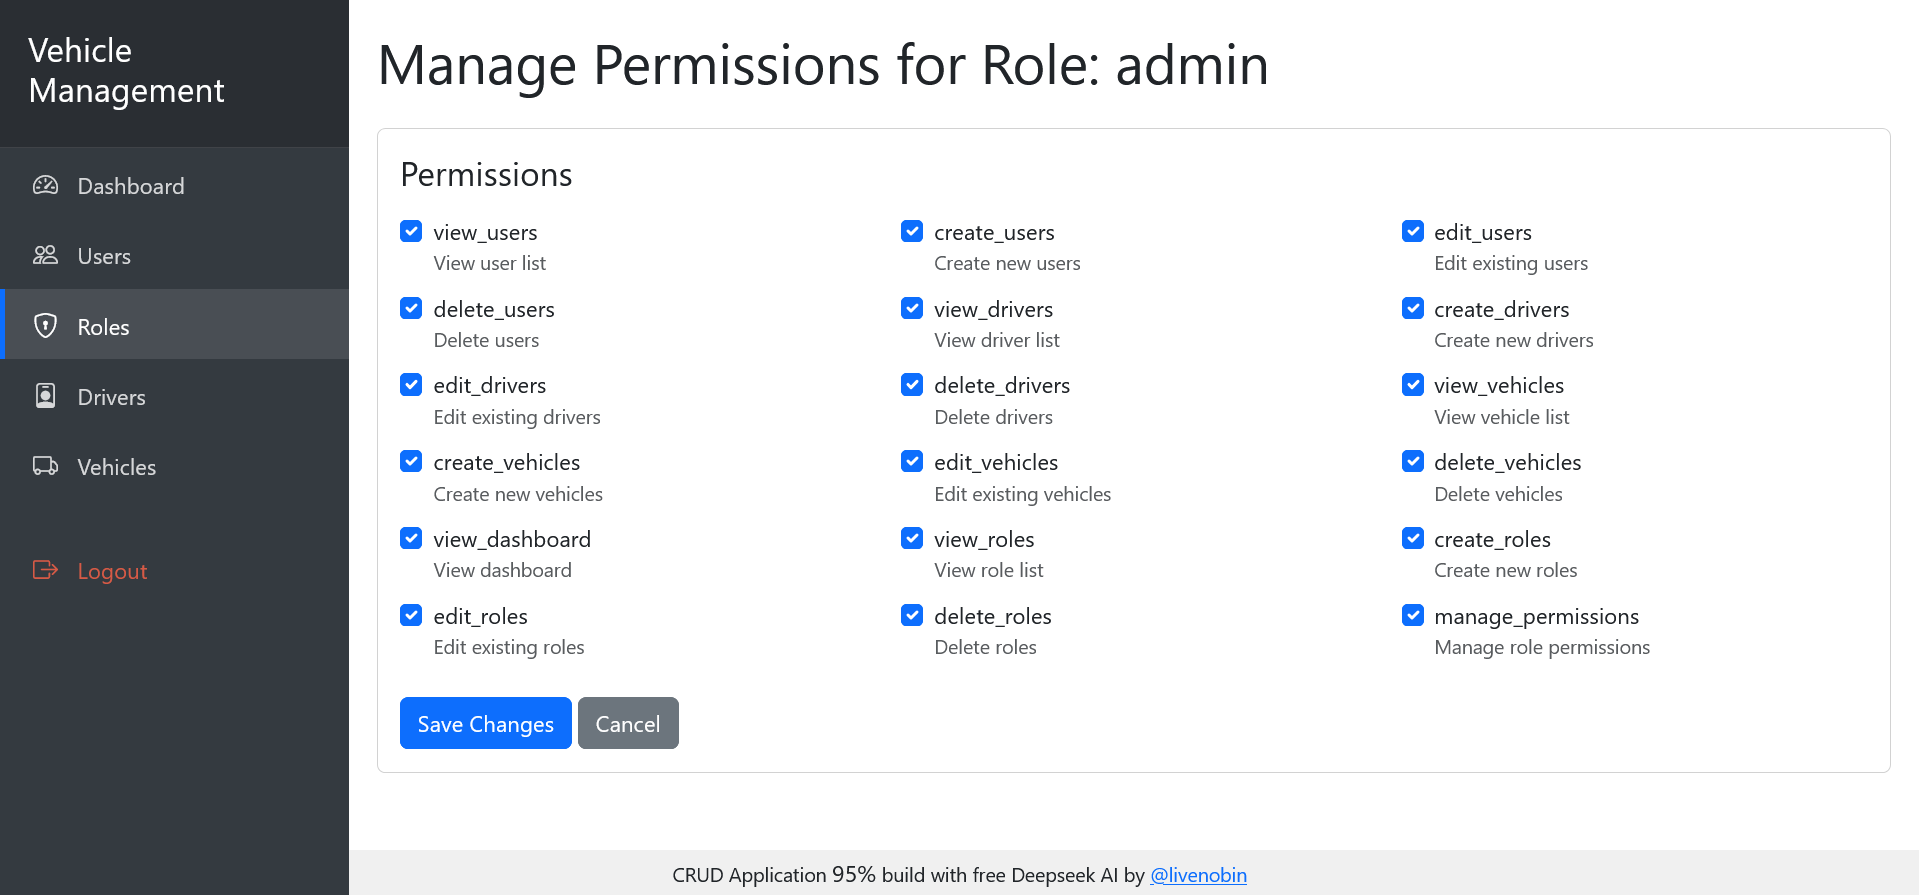 Vehicle
Management
Dashboard
Users
Roles
Drivers
Vehicles
Logout
Manage Permissions for Role: admin
Permissions
view_users
View user list
create_users
Create new users
edit_users
Edit existing users
delete_users
Delete users
view_drivers
View driver list
create_drivers
Create new drivers
edit_drivers
Edit existing drivers
delete_drivers
Delete drivers
view_vehicles
View vehicle list
create_vehicles
Create new vehicles
edit_vehicles
Edit existing vehicles
delete_vehicles
Delete vehicles
view_dashboard
View dashboard
view_roles
View role list
create_roles
Create new roles
edit_roles
Edit existing roles
delete_roles
Delete roles
manage_permissions
Manage role permissions
Save Changes
Cancel
CRUD Application 95% build with free Deepseek AI by @livenobin